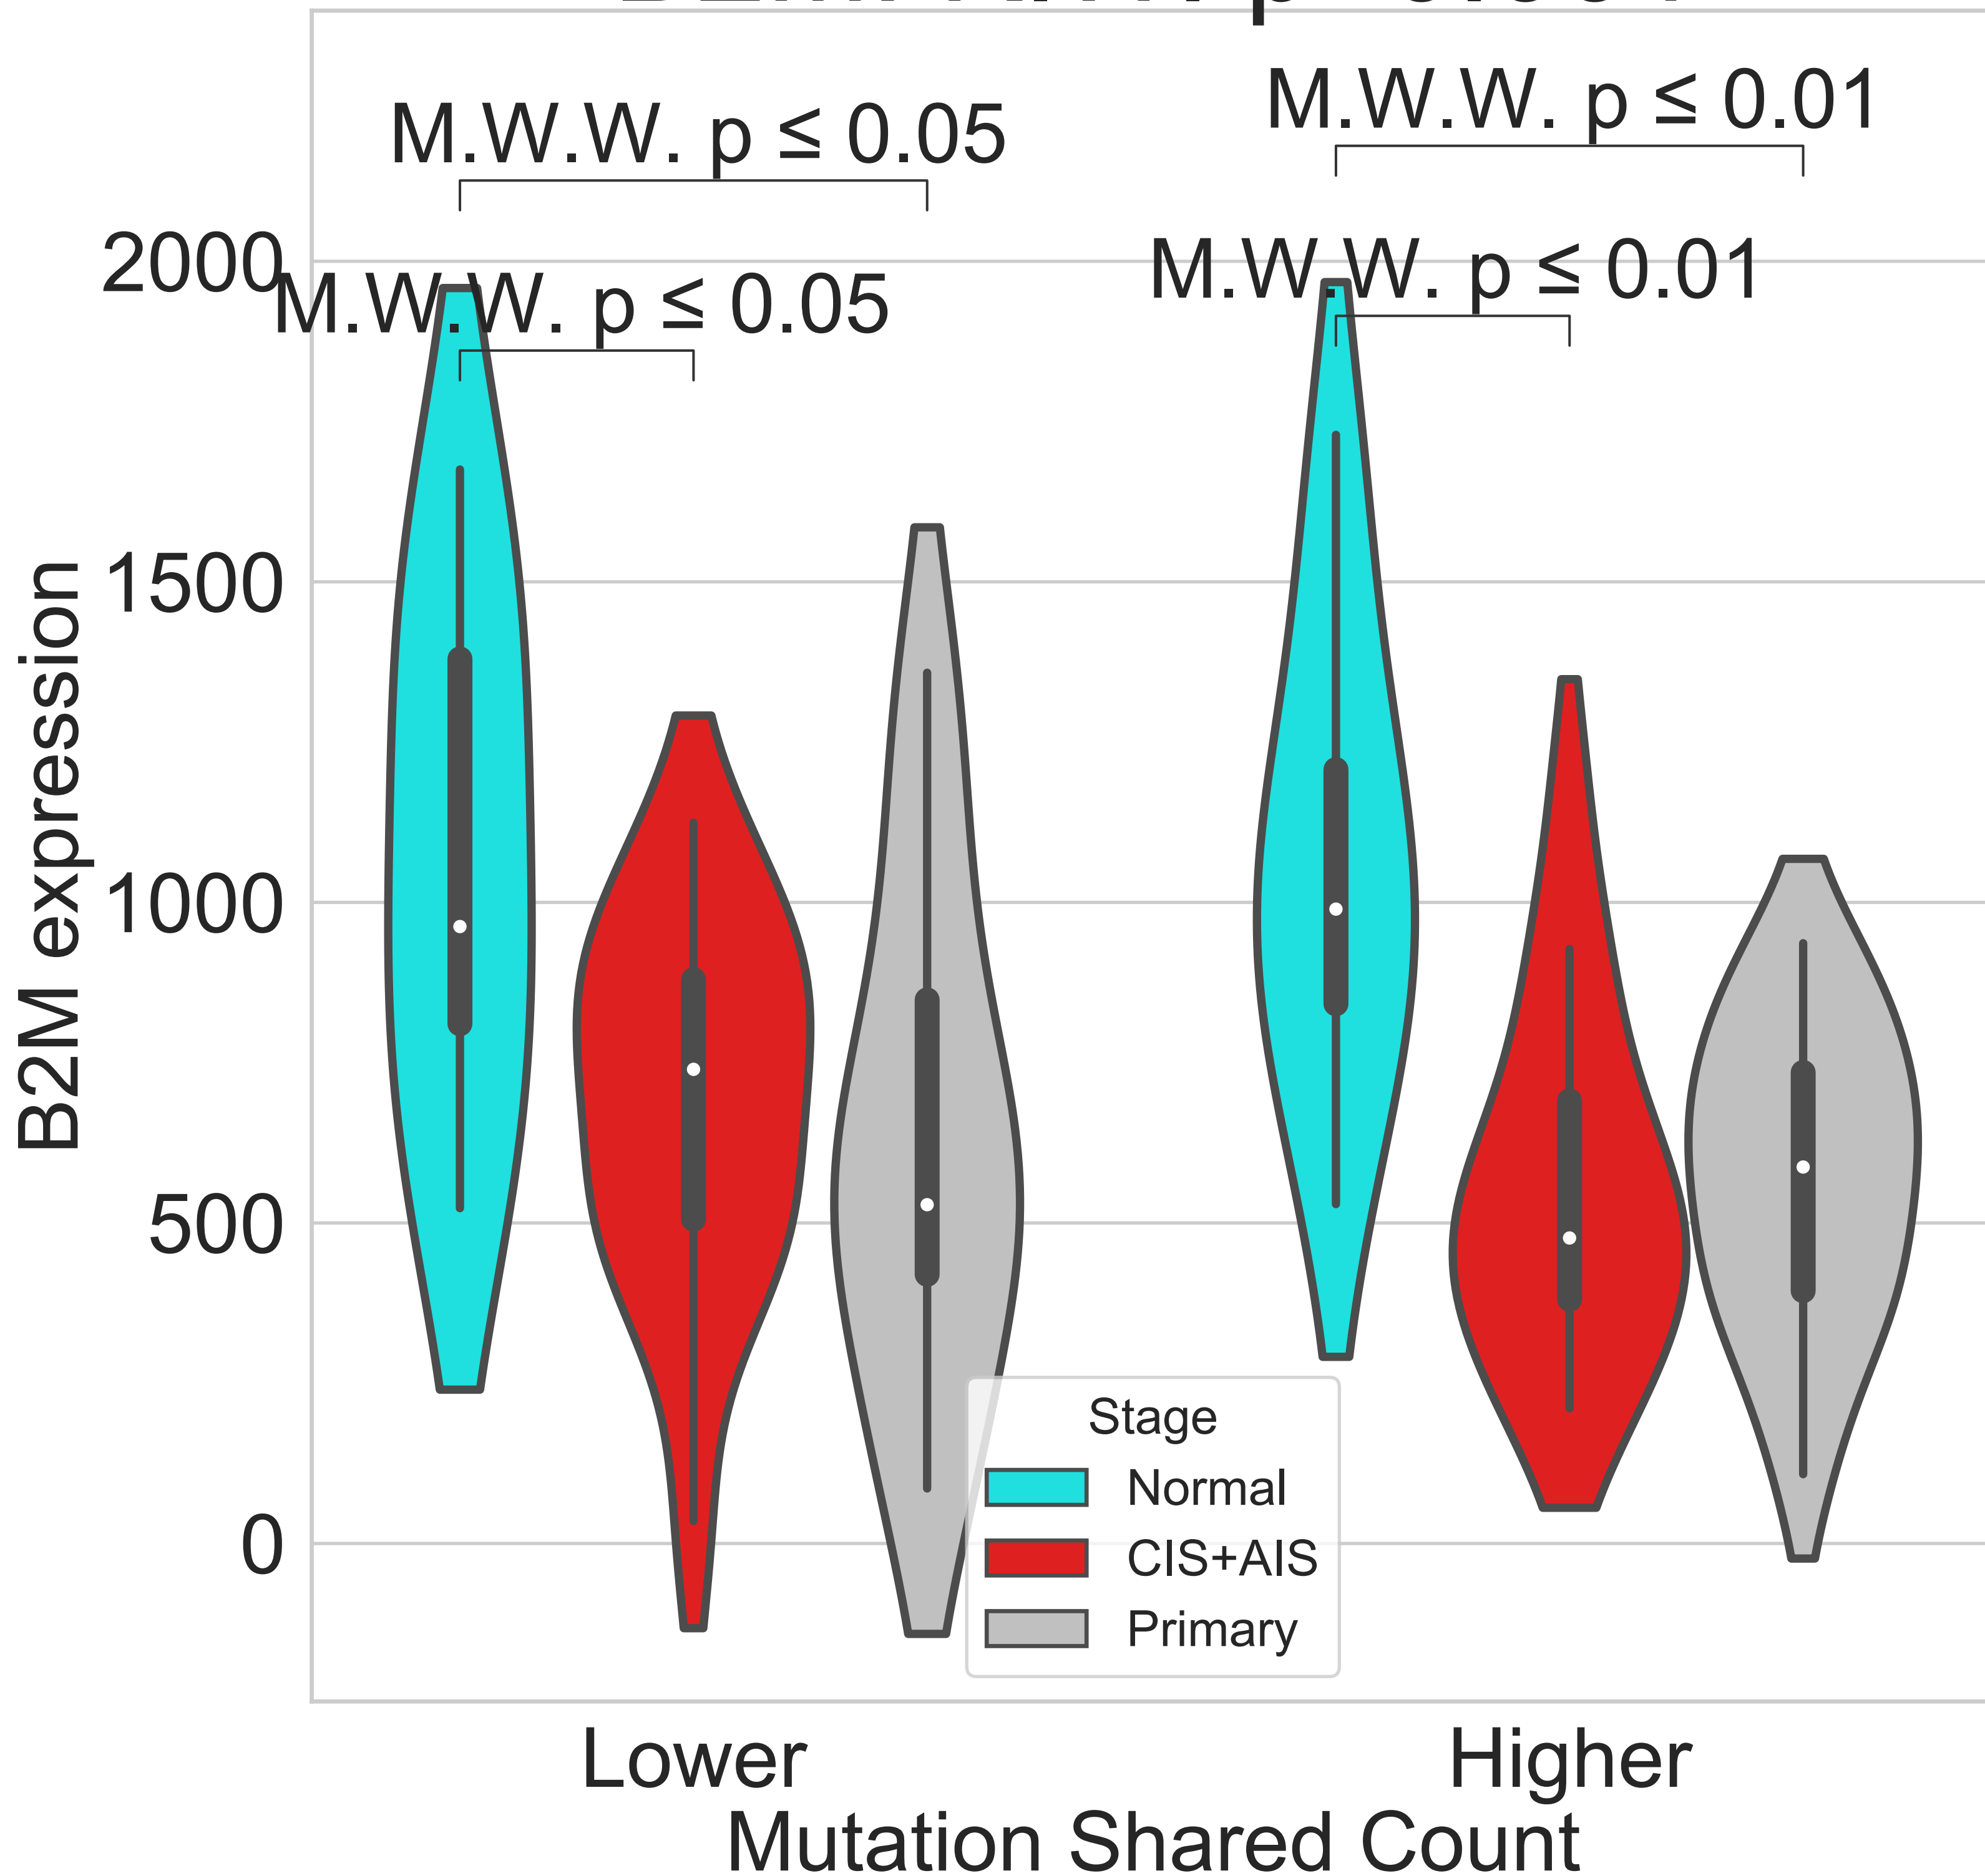 M.W.W. p ≤ 0.01
M.W.W. p ≤ 0.05
2000
M.W.W. p ≤ 0.01
M.W.W. p ≤ 0.05
1500
1000
500
0
B2M expression
Stage
Normal
CIS+AIS
Primary
Lower
Higher
Mutation Shared Count